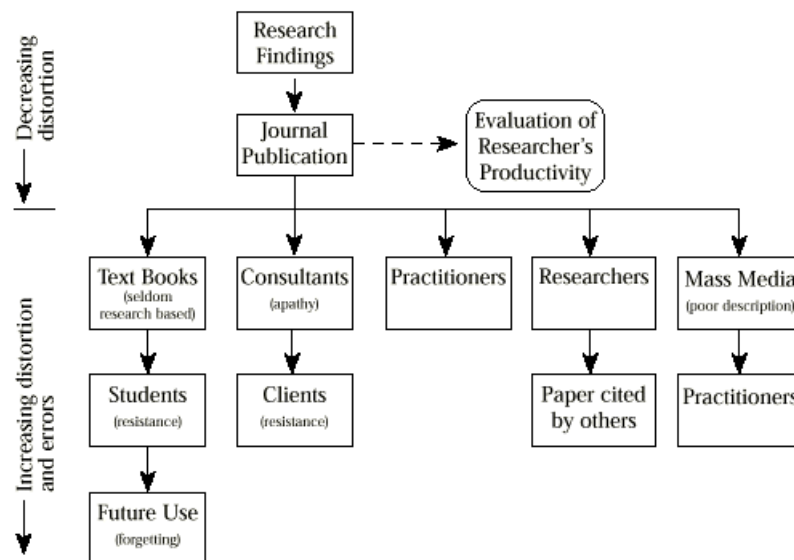 Research
Findings
Decreasing
distortion
Journal
Publication
Evaluation of
Researcher's
Productivity
Text Books
(seldom
research based)
Consultants
(apathy)
Practitioners
Researchers
Mass Media
(poor description)
Increasing distortion
and errors
Students
(resistance)
Clients
(resistance)
Paper cited
by others
Practitioners
Future Use
(forgetting)